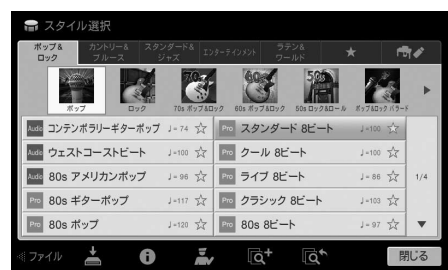 スタイル選択
ポップ&
ロック
カントリー&
ブルース
スタンダード&
ジャズ
エンターテインメント
ラテン&
ワールド
ポップ
ロック
70s ポップ&ロック
60s ポップ&ロック
50s ロック&ロール
ポップ&ロック バラード
Audio コンテンポラリーギターポップ ♩= 74
Pro スタンダード 8ビート ♩=100
Audio ウェストコーストビート ♩=100
Pro クール 8ビート ♩=100
Audio 80s アメリカンポップ ♩= 96
Pro ライブ 8ビート ♩= 86
1/4
Pro 80s ギターポップ ♩=117
Pro クラシック 8ビート ♩=103
Pro 80s ポップ ♩=120
Pro 80s 8ビート ♩= 97
ファイル
閉じる